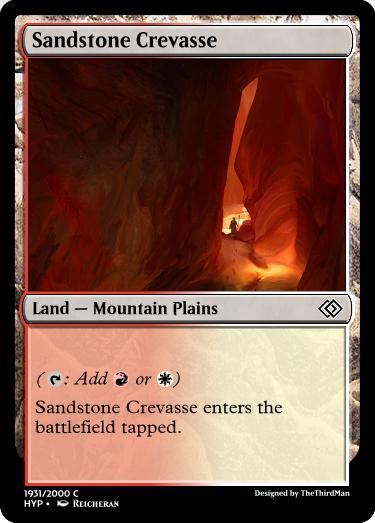 Sandstone Crevasse
Land — Mountain Plains
( : Add or )
Sandstone Crevasse enters the
battlefield tapped.
1931/2000 C
HYP • Reicheran
Designed by TheThirdMan